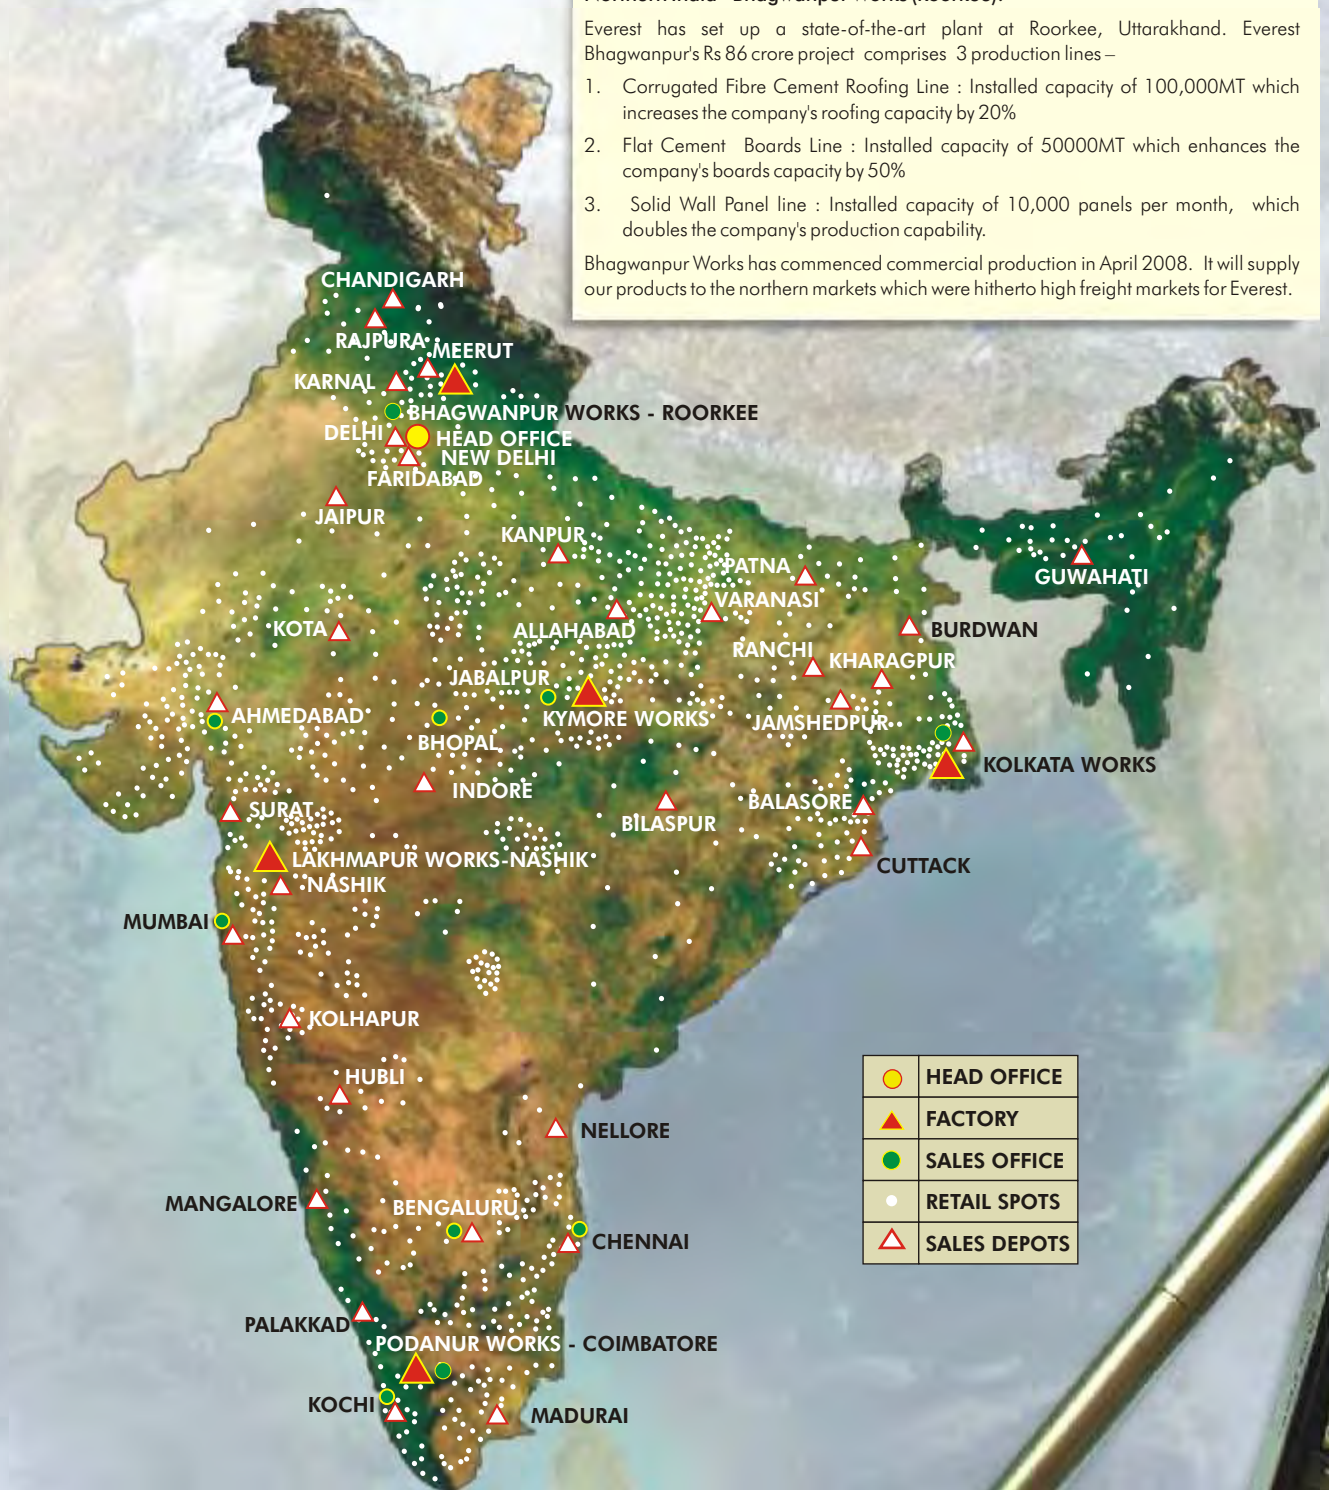 Northern India - Bhagwanpur Works (Roorkee):
Everest has set up a state-of-the-art plant at Roorkee, Uttarakhand. Everest
Bhagwanpur's Rs 86 crore project comprises 3 production lines –
1. Corrugated Fibre Cement Roofing Line : Installed capacity of 100,000MT which
increases the company's roofing capacity by 20%
2. Flat Cement Boards Line : Installed capacity of 50000MT which enhances the
company's boards capacity by 50%
3. Solid Wall Panel line : Installed capacity of 10,000 panels per month, which
doubles the company's production capability.
Bhagwanpur Works has commenced commercial production in April 2008. It will supply
our products to the northern markets which were hitherto high freight markets for Everest.
CHANDIGARH
RAJPURA
MEERUT
KARNAL
BHAGWANPUR WORKS - ROORKEE
DELHI
HEAD OFFICE
NEW DELHI
FARIDABAD
JAIPUR
KANPUR
PATNA
GUWAHATI
VARANASI
KOTA
ALLAHABAD
BURDWAN
RANCHI
KHARAGPUR
JABALPUR
AHMEDABAD
KYMORE WORKS
JAMSHEDPUR
BHOPAL
KOLKATA WORKS
INDORE
SURAT
BALASORE
BILASPUR
LAKHMAPUR WORKS-NASHIK
CUTTACK
NASHIK
MUMBAI
KOLHAPUR
HUBLI
NELLORE
MANGALORE
BENGALURU
CHENNAI
PALAKKAD
PODANUR WORKS - COIMBATORE
KOCHI
MADURAI
HEAD OFFICE
FACTORY
SALES OFFICE
RETAIL SPOTS
SALES DEPOTS